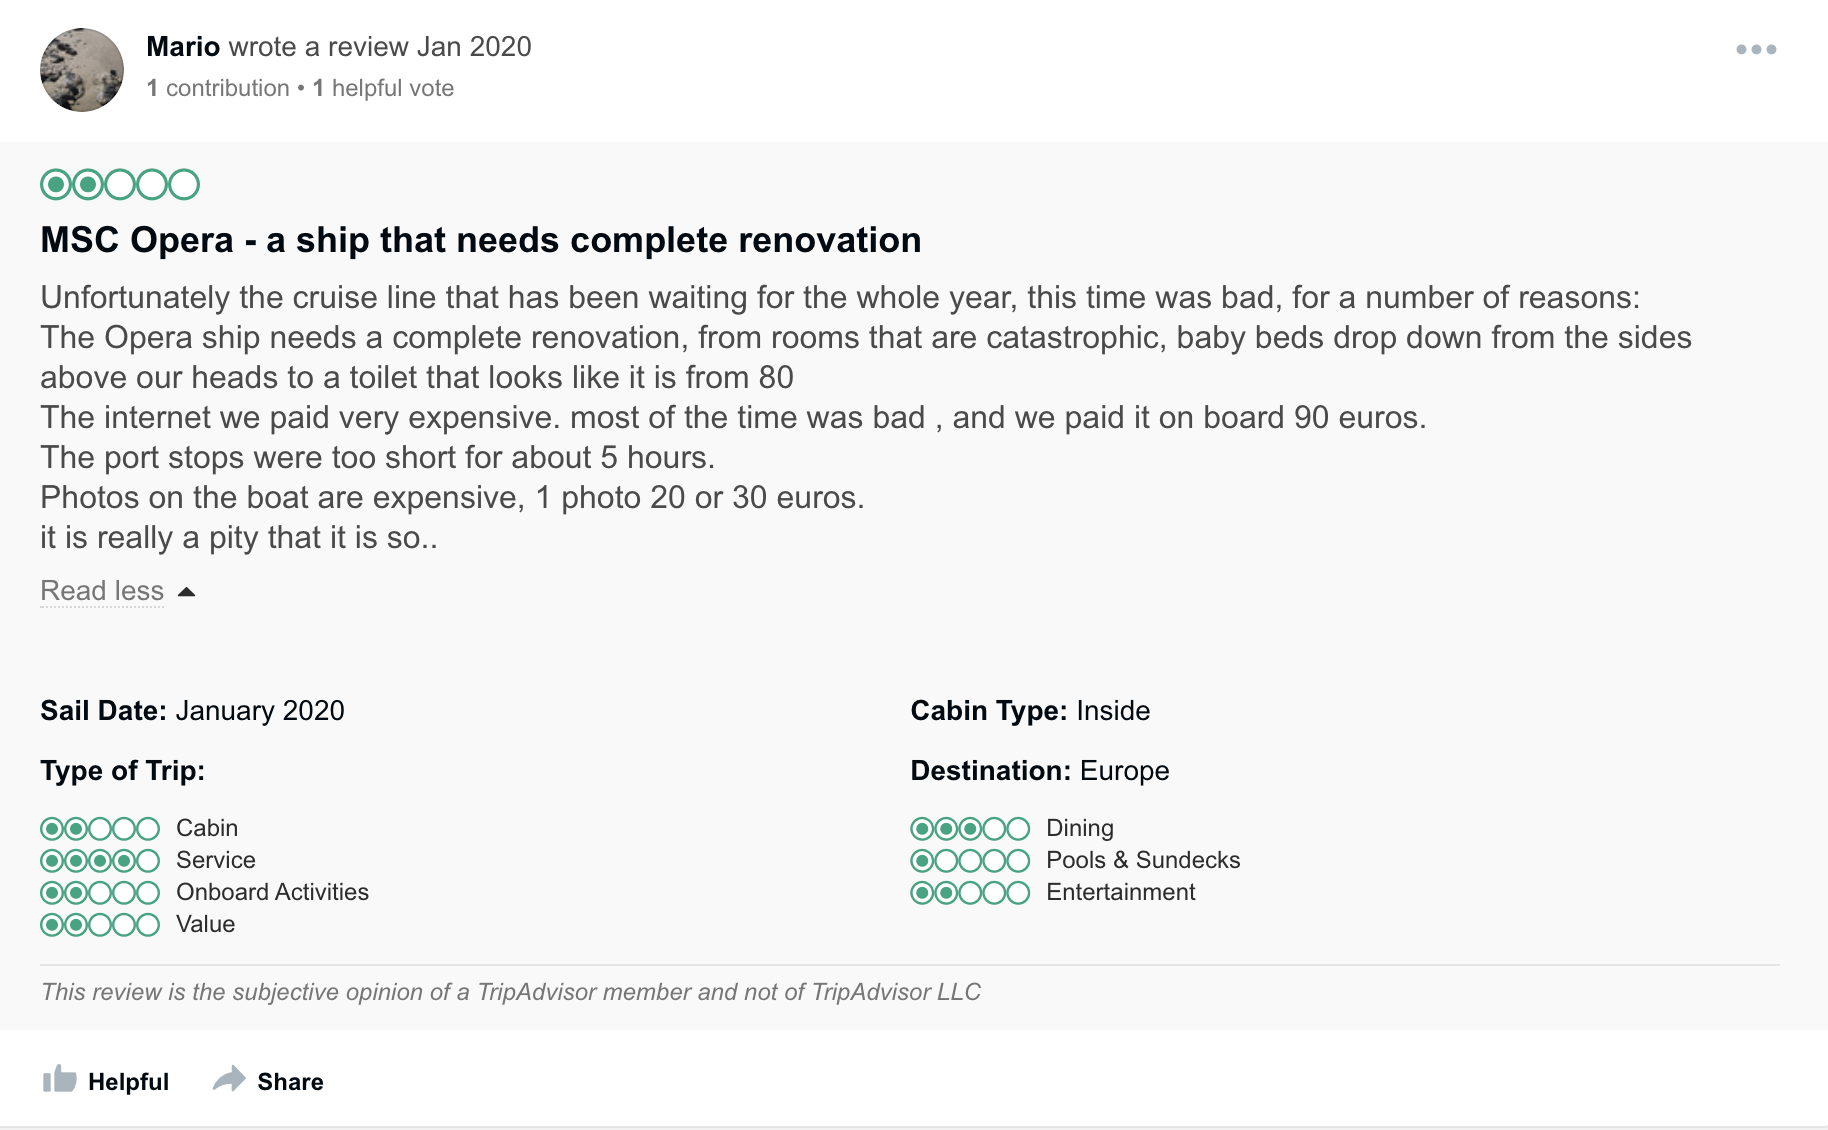 Mario wrote a review Jan 2020
1 contribution • 1 helpful vote
MSC Opera - a ship that needs complete renovation
Unfortunately the cruise line that has been waiting for the whole year, this time was bad, for a number of reasons:
The Opera ship needs a complete renovation, from rooms that are catastrophic, baby beds drop down from the sides
above our heads to a toilet that looks like it is from 80
The internet we paid very expensive. most of the time was bad , and we paid it on board 90 euros.
The port stops were too short for about 5 hours.
Photos on the boat are expensive, 1 photo 20 or 30 euros.
it is really a pity that it is so..
Read less
Sail Date: January 2020
Cabin Type: Inside
Type of Trip:
Destination: Europe
Cabin
Service
Onboard Activities
Value
Dining
Pools & Sundecks
Entertainment
This review is the subjective opinion of a TripAdvisor member and not of TripAdvisor LLC
Helpful
Share